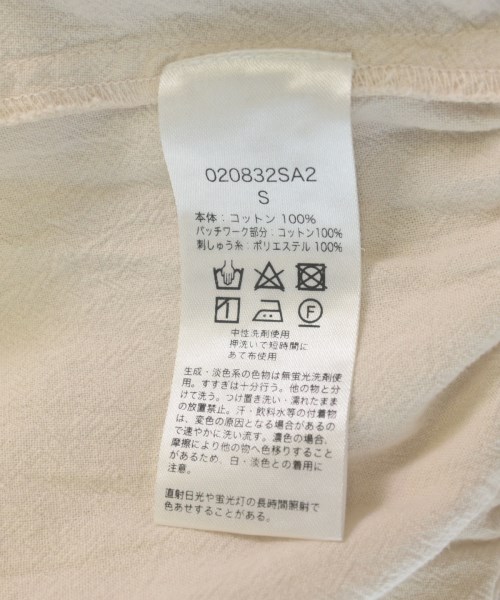 020832SA2
S
本体：コットン 100%
パッチワーク部分：コットン100%
刺しゅう糸：ポリエステル 100%
F
中性洗剤使用
押洗いで短時間に
あて布使用
生成・淡色系の色物は無蛍光洗剤使
用。すすぎは十分行う。他の物と分
けて洗う。つけ置き洗い・濡れたまま
の放置禁止。汗・飲料水等の付着物
は、変色の原因となる場合があるの
で速やかに洗い流す。濃色の場合、
摩擦により他の物へ色移りすること
があるため、白・淡色との着用に
注意。
直射日光や蛍光灯の長時間照射で
色あせすることがある。